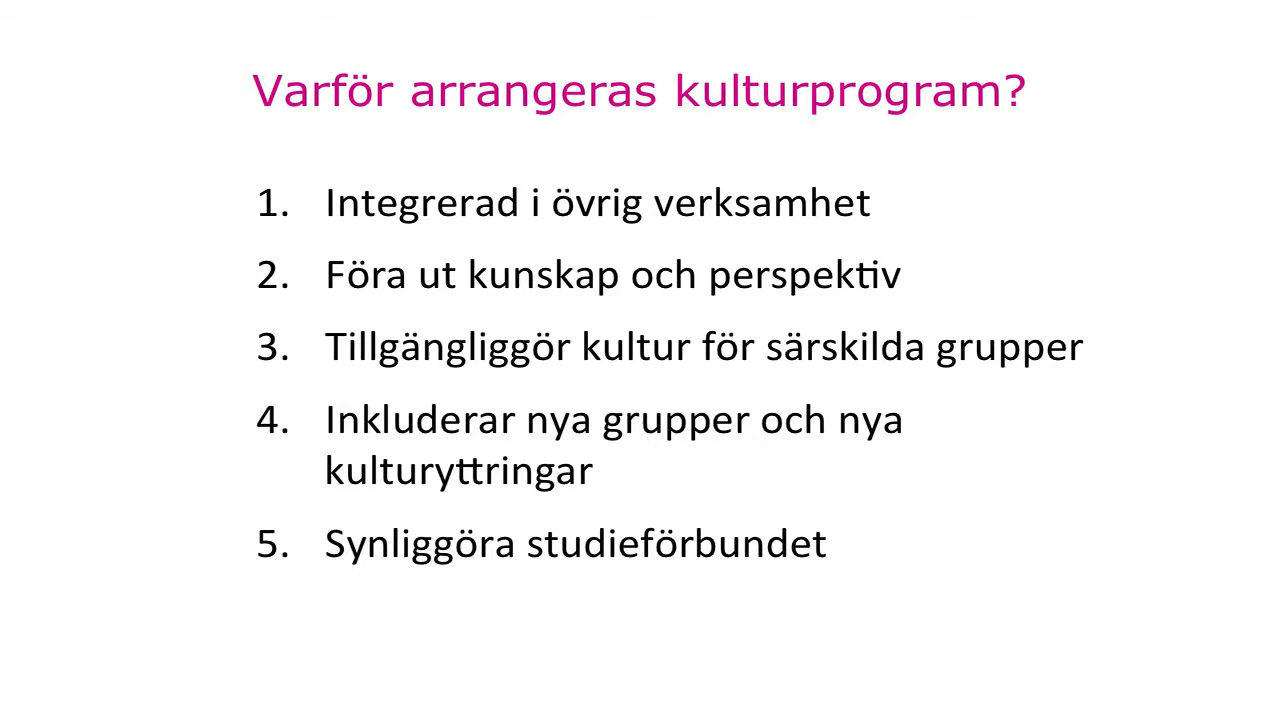 Varför arrangeras kulturprogram?
1. Integrerad i övrig verksamhet
2. Föra ut kunskap och perspektiv
3. Tillgängliggör kultur för särskilda grupper
4. Inkluderar nya grupper och nya
kulturyttringar
5. Synliggöra studieförbundet